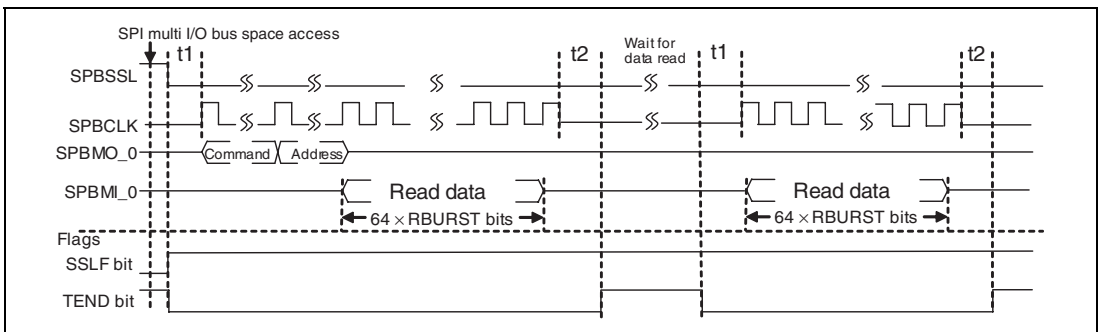 SPI multi I/O bus space access
t1
t2
Wait for
data read
t1
t2
SPBSSL
SPBCLK
SPBMO_0
Command
Address
SPBMI_0
Read data
Read data
64 × RBURST bits
64 × RBURST bits
Flags
SSLF bit
TEND bit